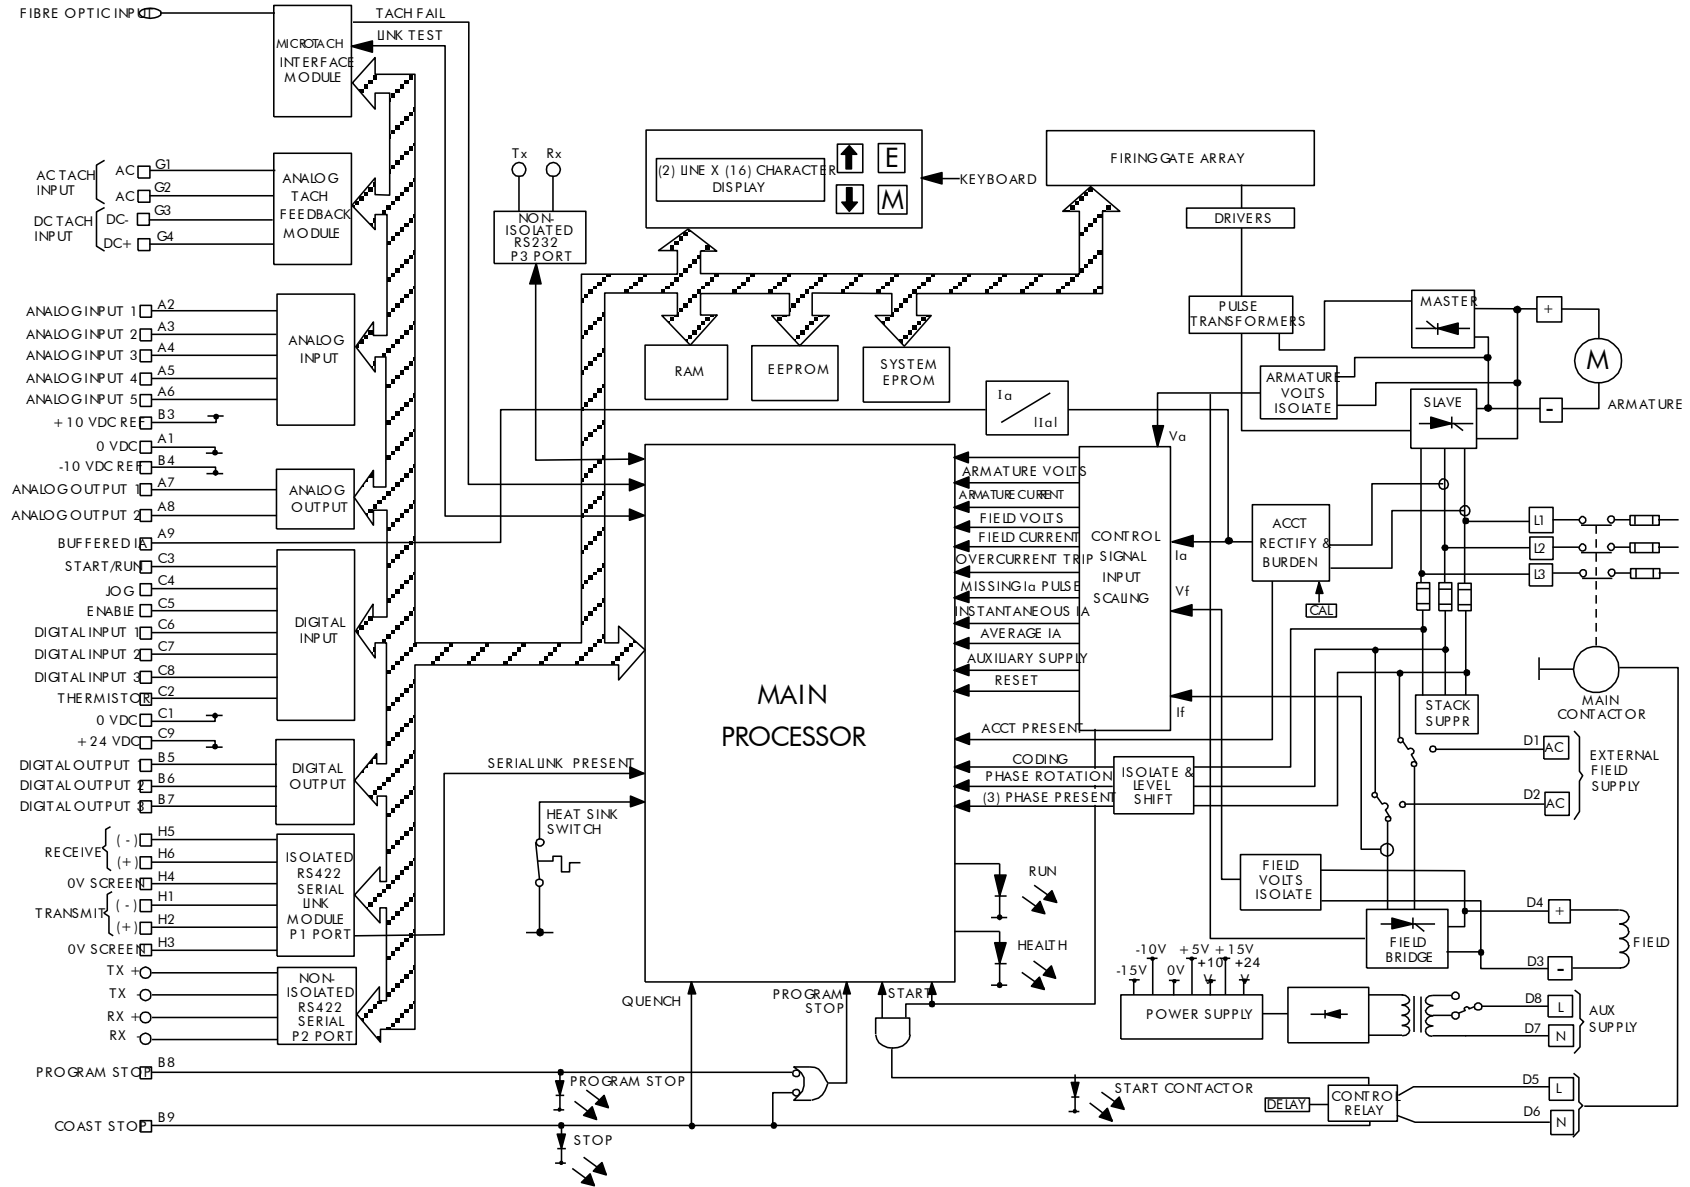 FIBRE OPTIC INPUT
TACH FAIL
LINK TEST
MICROTACH
INTERFACE
MODULE
AC TACH
INPUT
AC
G1
AC
G2
DC TACH
INPUT
DC-
G3
DC+
G4
ANALOG
TACH
FEEDBACK
MODULE
ANALOG INPUT 1
A2
ANALOG INPUT 2
A3
ANALOG INPUT 3
A4
ANALOG INPUT 4
A5
ANALOG INPUT 5
A6
ANALOG
INPUT
+10 VDC REF
B3
0 VDC
A1
-10 VDC REF
B4
ANALOG OUTPUT 1
A7
ANALOG OUTPUT 2
A8
ANALOG
OUTPUT
BUFFERED IA
A9
START/RUN
C3
JOG
C4
ENABLE
C5
DIGITAL INPUT 1
C6
DIGITAL INPUT 2
C7
DIGITAL INPUT 3
C8
THERMISTOR
C2
DIGITAL
INPUT
0 VDC
C1
+24 VDC
C9
DIGITAL OUTPUT 1
B5
DIGITAL OUTPUT 2
B6
DIGITAL OUTPUT 3
B7
DIGITAL
OUTPUT
RECEIVE
(-)
H5
(+)
H6
0V SCREEN
H4
TRANSMIT
(-)
H1
(+)
H2
0V SCREEN
H3
ISOLATED
RS422
SERIAL
LINK
MODULE
P1 PORT
TX +
TX -
RX +
RX -
NON-
ISOLATED
RS422
SERIAL
P2 PORT
PROGRAM STOP
B8
COAST STOP
B9
PROGRAM STOP
STOP
Tx
Rx
NON-
ISOLATED
RS232
P3 PORT
(2) LINE X (16) CHARACTER
DISPLAY
E
M
KEYBOARD
RAM
EEPROM
SYSTEM
EPROM
Ia
|Ia|
SERIAL LINK PRESENT
HEAT SINK
SWITCH
MAIN
PROCESSOR
QUENCH
PROGRAM
STOP
START
ARMATURE VOLTS
ARMATURE CURRENT
FIELD VOLTS
FIELD CURRENT
OVERCURRENT TRIP
MISSING Ia PULSE
INSTANTANEOUS IA
AVERAGE IA
AUXILIARY SUPPLY
RESET
ACCT PRESENT
CODING
PHASE ROTATION
(3) PHASE PRESENT
RUN
HEALTH
CONTROL
SIGNAL
INPUT
SCALING
Va
Ia
Vf
If
ISOLATE &
LEVEL
SHIFT
FIRING GATE ARRAY
DRIVERS
PULSE
TRANSFORMERS
MASTER
ARMATURE
VOLTS
ISOLATE
SLAVE
+
M
-
ARMATURE
ACCT
RECTIFY &
BURDEN
CAL
L1
L2
L3
STACK
SUPPR
MAIN
CONTACTOR
D1
AC
D2
AC
EXTERNAL
FIELD
SUPPLY
FIELD
VOLTS
ISOLATE
FIELD
BRIDGE
D4
+
D3
-
FIELD
-15V
-10V
0V
+5V
+10
V
+15V
+24
V
POWER SUPPLY
D8
L
D7
N
AUX
SUPPLY
START CONTACTOR
DELAY
CONTROL
RELAY
D5
L
D6
N